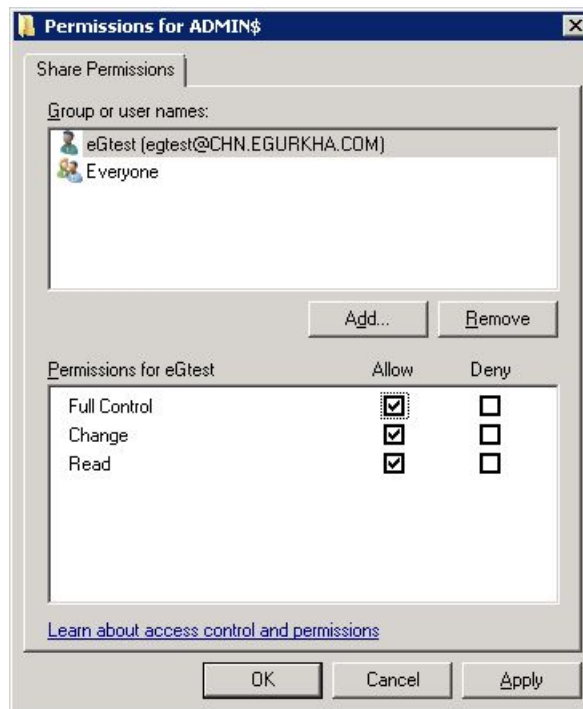 Permissions for ADMIN$
Share Permissions
Group or user names:
eGtest (egtest@CHN.EGURKHA.COM)
Everyone
Add... Remove
Permissions for eGtest Allow Deny
Full Control
Change
Read
Learn about access control and permissions
OK Cancel Apply